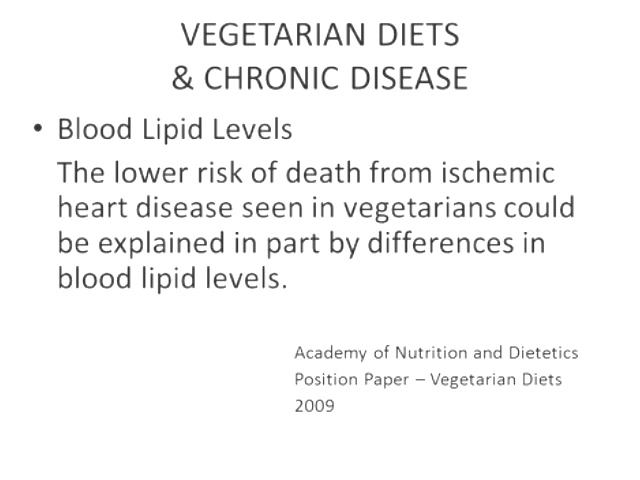 VEGETARIAN DIETS
& CHRONIC DISEASE
• Blood Lipid Levels
The lower risk of death from ischemic
heart disease seen in vegetarians could
be explained in part by differences in
blood lipid levels.
Academy of Nutrition and Dietetics
Position Paper – Vegetarian Diets
2009